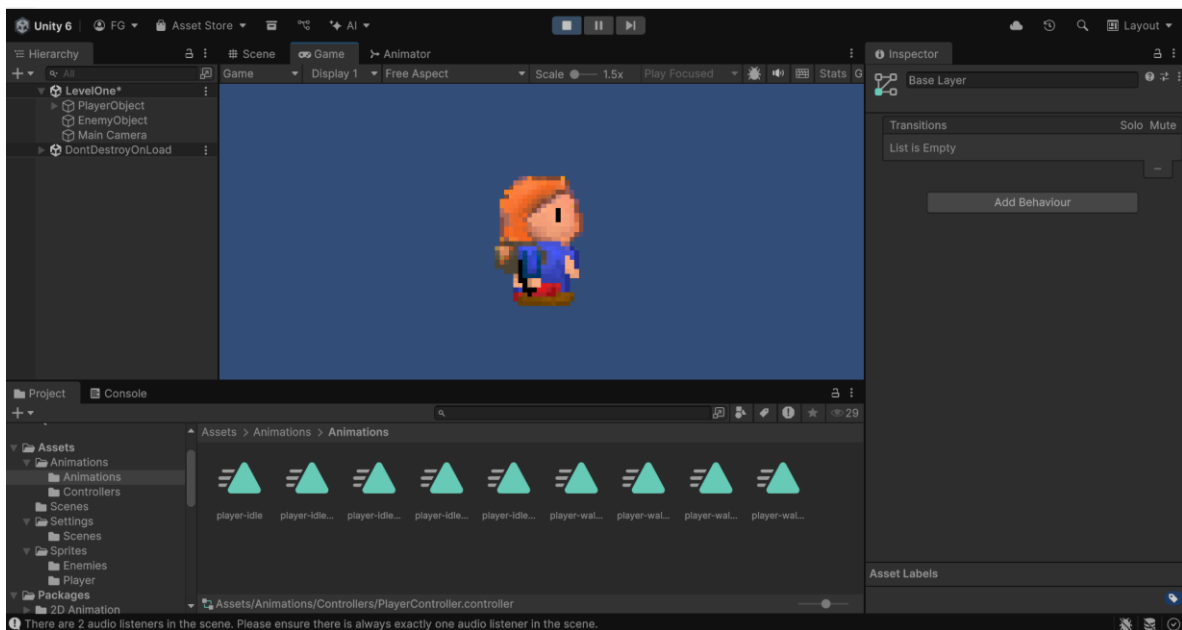 Unity 6 FG Asset Store AI Layout
Hierarchy
All
LevelOne*
PlayerObject
EnemyObject
Main Camera
DontDestroyOnLoad
Scene Game Animator
Game Display 1 Free Aspect Scale 1.5x Play Focused Stats G
Inspector
Base Layer
Transitions Solo Mute
List is Empty
Add Behaviour
Asset Labels
Project Console
29
Assets
Animations
Animations
Controllers
Scenes
Settings
Scenes
Sprites
Enemies
Player
Packages
2D Animation
Assets > Animations > Animations
player-idle player-idle... player-idle... player-idle... player-idle... player-wal... player-wal... player-wal... player-wal...
Assets/Animations/Controllers/PlayerController.controller
There are 2 audio listeners in the scene. Please ensure there is always exactly one audio listener in the scene.